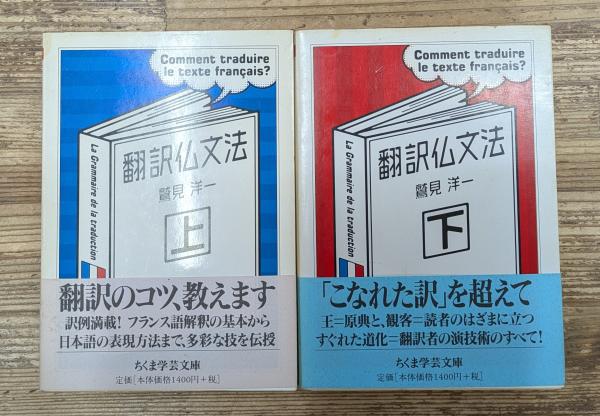 Comment traduire
le texte français?
La Grammaire de la traduction
翻訳仏文法
鷲見 洋一
上
翻訳のコツ、教えます
訳例満載! フランス語解釈の基本から
日本語の表現方法まで、多彩な技を伝授
ちくま学芸文庫
定価[本体価格1400円+税]
Comment traduire
le texte français?
La Grammaire de la traduction
翻訳仏文法
鷲見 洋一
下
「こなれた訳」を超えて
王=原典と、観客=読者のはざまに立つ
すぐれた道化=翻訳者の演技術のすべて!
ちくま学芸文庫
定価[本体価格1400円+税]